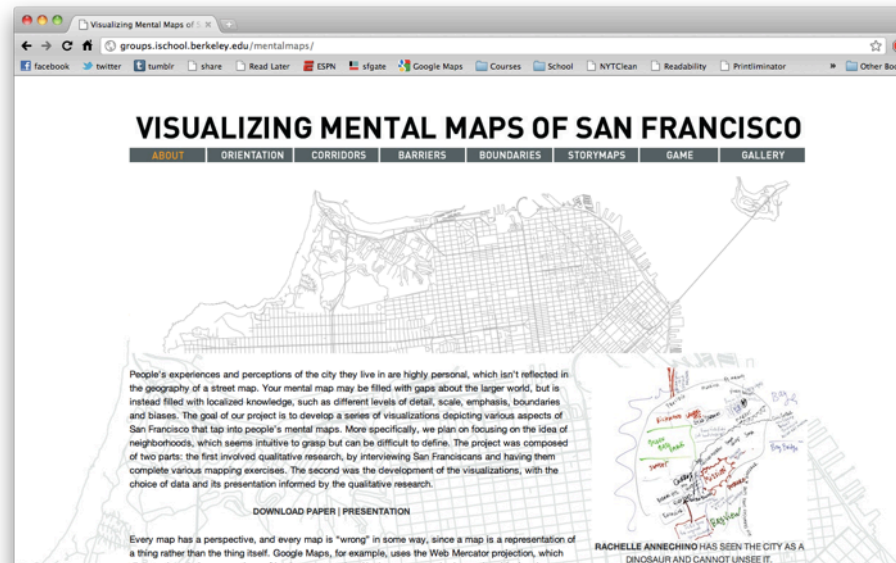 Visualizing Mental Maps of S
groups.ischool.berkeley.edu/mentalmaps/
facebook twitter tumblr share Read Later ESPN sfgate Google Maps Courses School NYTClean Readability Printliminator » Other Boo
VISUALIZING MENTAL MAPS OF SAN FRANCISCO
ABOUT ORIENTATION CORRIDORS BARRIERS BOUNDARIES STORYMAPS GAME GALLERY
People's experiences and perceptions of the city they live in are highly personal, which isn't reflected in
the geography of a street map. Your mental map may be filled with gaps about the larger world, but is
instead filled with localized knowledge, such as different levels of detail, scale, emphasis, boundaries
and biases. The goal of our project is to develop a series of visualizations depicting various aspects of
San Francisco that tap into people's mental maps. More specifically, we plan on focusing on the idea of
neighborhoods, which seems intuitive to grasp but can be difficult to define. The project was composed
of two parts: the first involved qualitative research, by interviewing San Franciscans and having them
complete various mapping exercises. The second was the development of the visualizations, with the
choice of data and its presentation informed by the qualitative research.
DOWNLOAD PAPER | PRESENTATION
Every map has a perspective, and every map is "wrong" in some way, since a map is a representation of
a thing rather than the thing itself. Google Maps, for example, uses the Web Mercator projection, which
Richmond
Sunset
Mission
Bayview
Bay Bridge
RACHELLE ANNECHINO HAS SEEN THE CITY AS A
DINOSAUR AND CANNOT UNSEE IT.